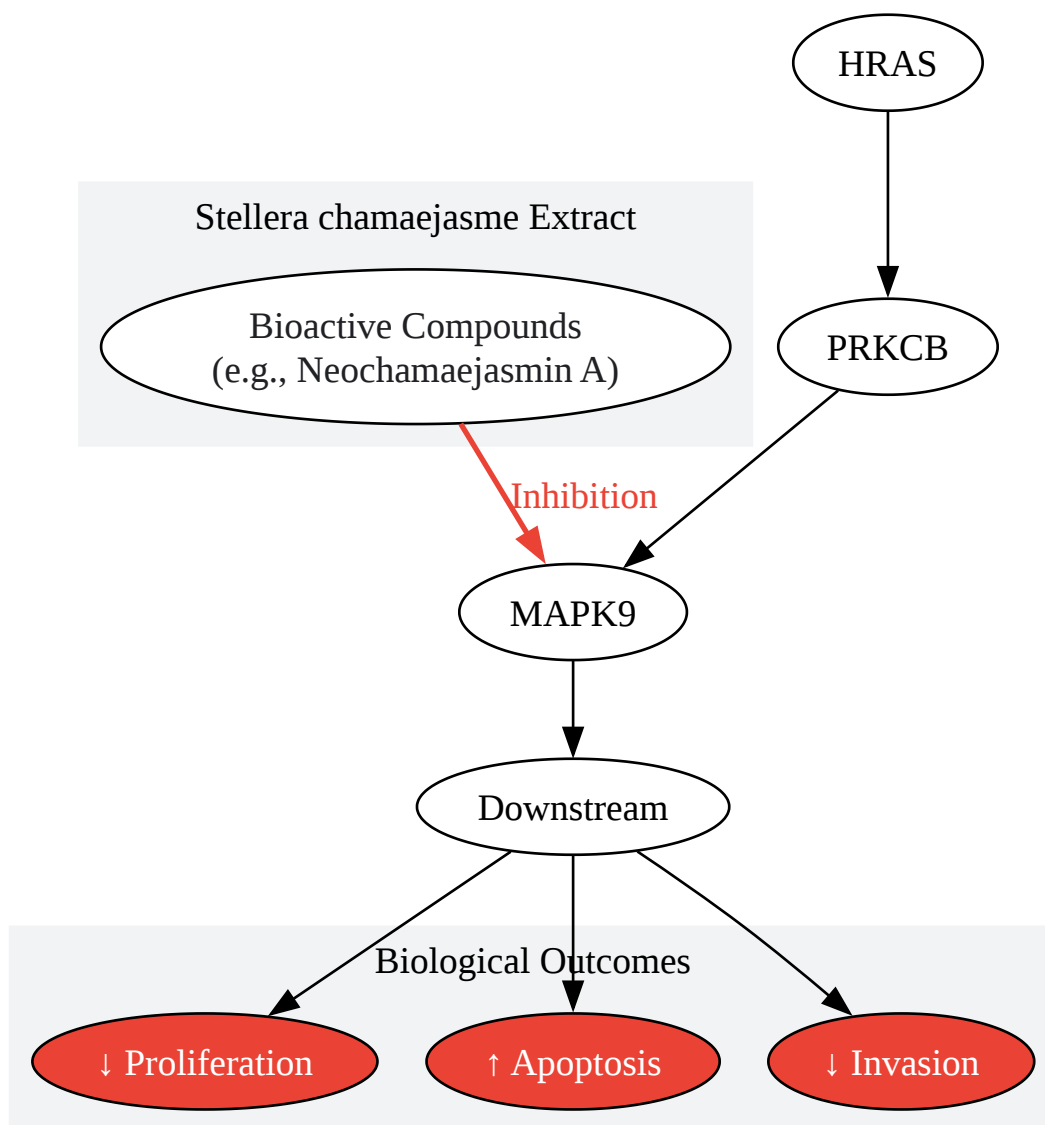 HRAS
Stellera chamaejasme Extract
Bioactive Compounds
(e.g., Neochamaejasmin A)
PRKCB
Inhibition
MAPK9
Downstream
Biological Outcomes
↓ Proliferation
↑ Apoptosis
↓ Invasion